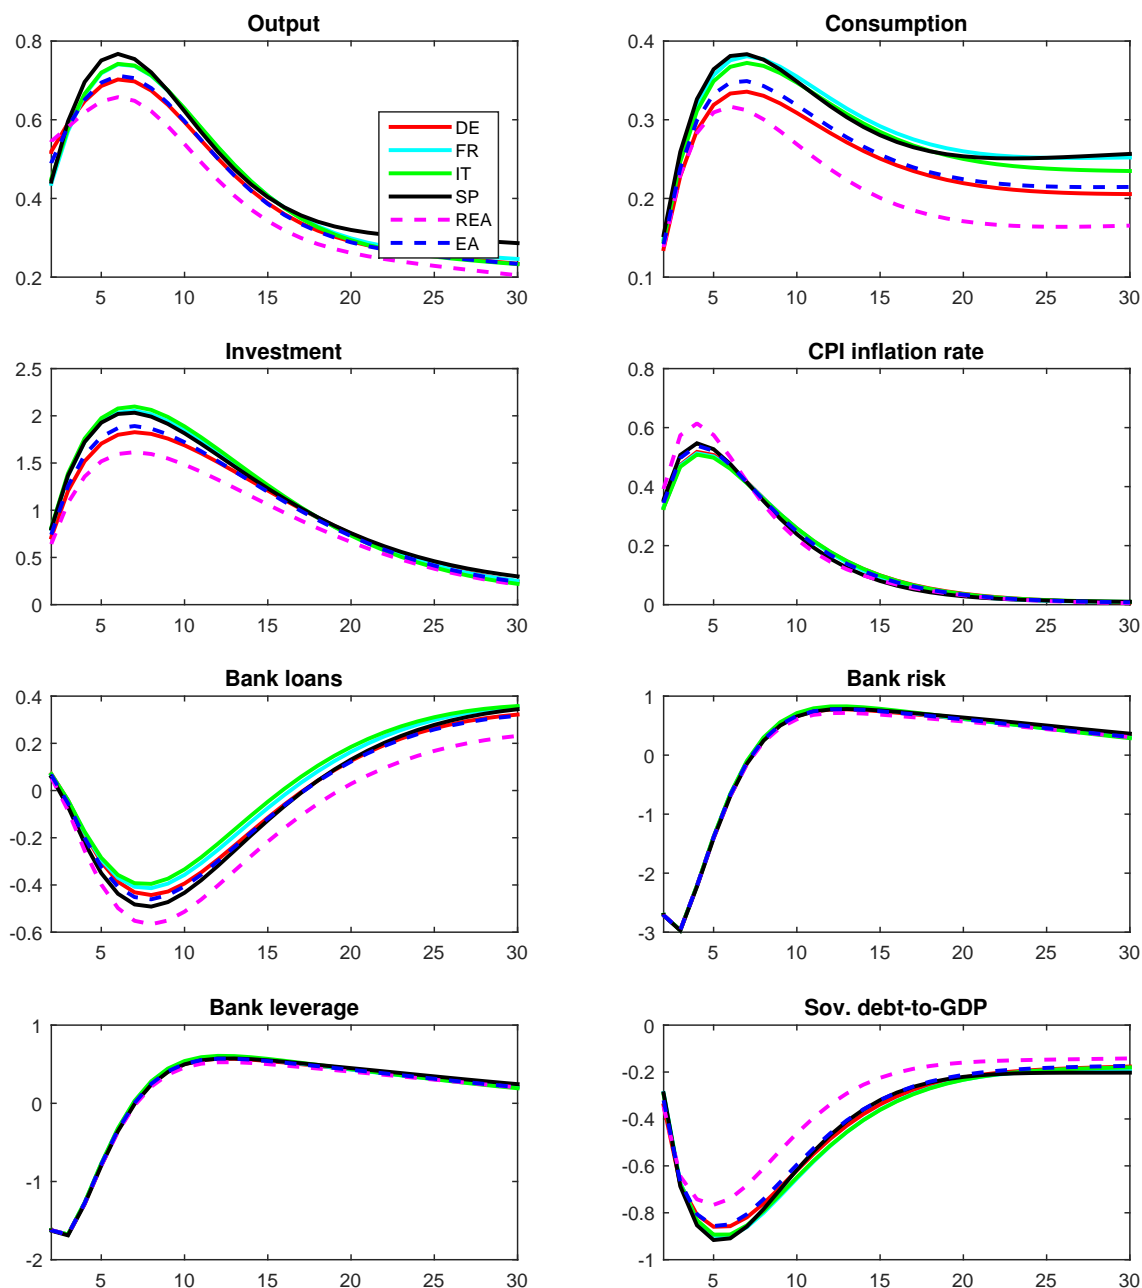 Output
0.8
0.6
0.4
0.2
5 10 15 20 25 30
DE
FR
IT
SP
REA
EA
Consumption
0.4
0.3
0.2
0.1
5 10 15 20 25 30
Investment
2.5
2
1.5
1
0.5
0
5 10 15 20 25 30
CPI inflation rate
0.8
0.6
0.4
0.2
0
5 10 15 20 25 30
Bank loans
0.4
0.2
0
-0.2
-0.4
-0.6
5 10 15 20 25 30
Bank risk
1
0
-1
-2
-3
5 10 15 20 25 30
Bank leverage
1
0
-1
-2
5 10 15 20 25 30
Sov. debt-to-GDP
0
-0.2
-0.4
-0.6
-0.8
-1
5 10 15 20 25 30